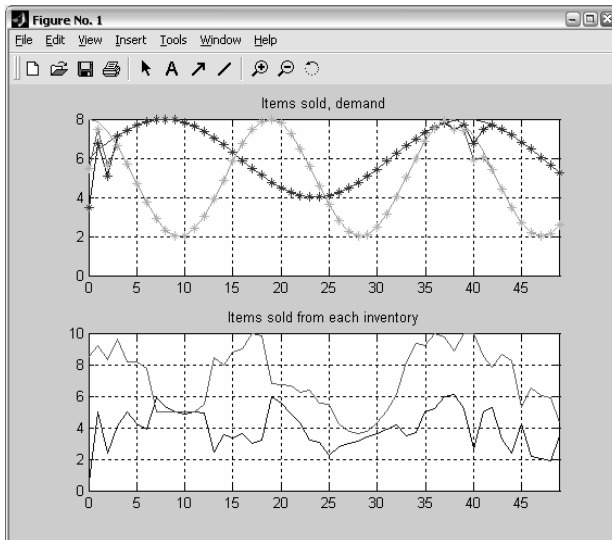 Figure No. 1
File Edit View Insert Tools Window Help
A
Items sold, demand
8
6
4
2
0
0 5 10 15 20 25 30 35 40 45
Items sold from each inventory
10
8
6
4
2
0
0 5 10 15 20 25 30 35 40 45